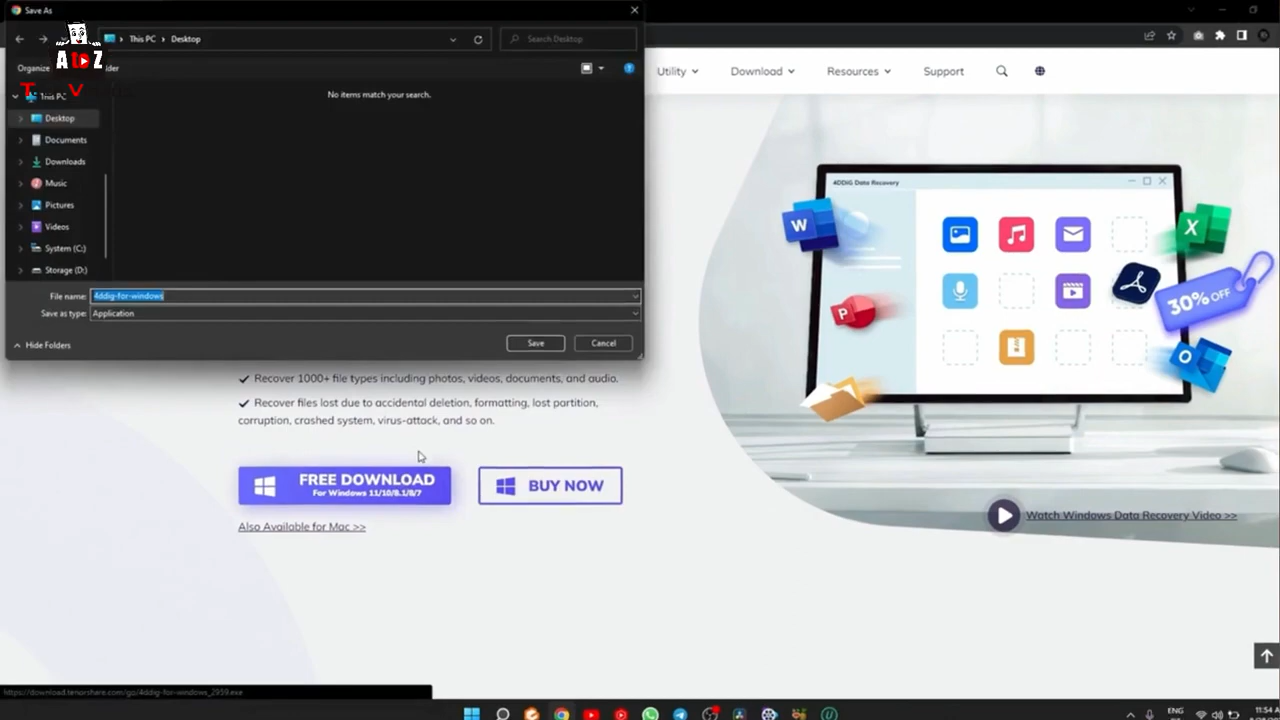 Save As
A to Z
This PC
Desktop
Search Desktop
Organize
T V
This PC
Desktop
Documents
Downloads
Music
Pictures
Videos
System (C:)
Storage (D:)
No items match your search.
File name: 4ddig-for-windows
Save as type: Application
Hide Folders
Save
Cancel
Utility
Download
Resources
Support
Recover 1000+ file types including photos, videos, documents, and audio.
Recover files lost due to accidental deletion, formatting, lost partition,
corruption, crashed system, virus-attack, and so on.
FREE DOWNLOAD
For Windows 11/10/8.1/8/7
BUY NOW
Also Available for Mac >>
4DDiG Data Recovery
W
X
P
O
30% OFF
Watch Windows Data Recovery Video >>
https://download.tenorshare.com/go/4ddig-for-windows_2959.exe
ENG
11:54 A